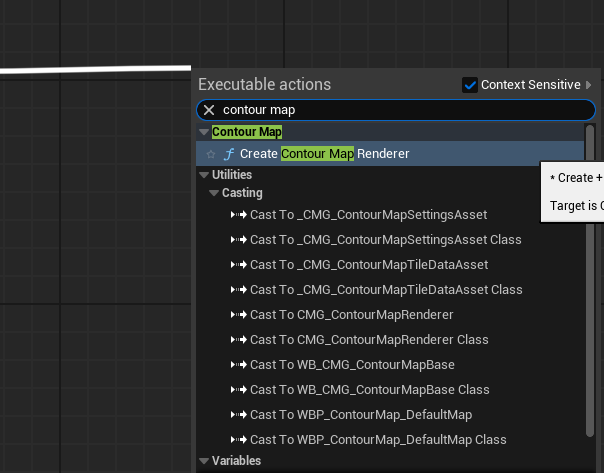 Executable actions
Context Sensitive
contour map
Contour Map
Create Contour Map Renderer
* Create +
Utilities
Casting
Target is
Cast To _CMG_ContourMapSettingsAsset
Cast To _CMG_ContourMapSettingsAsset Class
Cast To _CMG_ContourMapTileDataAsset
Cast To _CMG_ContourMapTileDataAsset Class
Cast To CMG_ContourMapRenderer
Cast To CMG_ContourMapRenderer Class
Cast To WB_CMG_ContourMapBase
Cast To WB_CMG_ContourMapBase Class
Cast To WBP_ContourMap_DefaultMap
Cast To WBP_ContourMap_DefaultMap Class
Variables